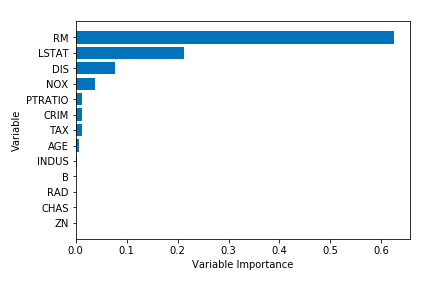 RM
LSTAT
DIS
NOX
PTRATIO
CRIM
TAX
AGE
INDUS
B
RAD
CHAS
ZN
Variable
0.0 0.1 0.2 0.3 0.4 0.5 0.6
Variable Importance